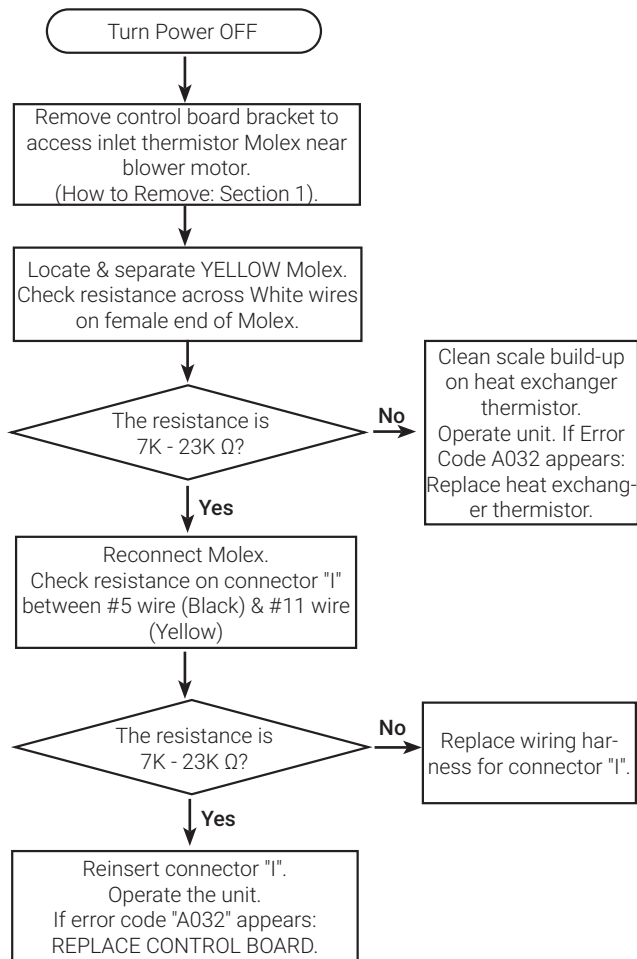 Turn Power OFF
Remove control board bracket to
access inlet thermistor Molex near
blower motor.
(How to Remove: Section 1).
Locate & separate YELLOW Molex.
Check resistance across White wires
on female end of Molex.
The resistance is
7K - 23K Ω?
No
Clean scale build-up
on heat exchanger
thermistor.
Operate unit. If Error
Code A032 appears:
Replace heat exchang-
er thermistor.
Yes
Reconnect Molex.
Check resistance on connector "I"
between #5 wire (Black) & #11 wire
(Yellow)
The resistance is
7K - 23K Ω?
No
Replace wiring har-
ness for connector "I".
Yes
Reinsert connector "I".
Operate the unit.
If error code "A032" appears:
REPLACE CONTROL BOARD.